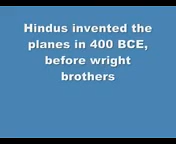 Hindus invented the
planes in 400 BCE,
before wright
brothers